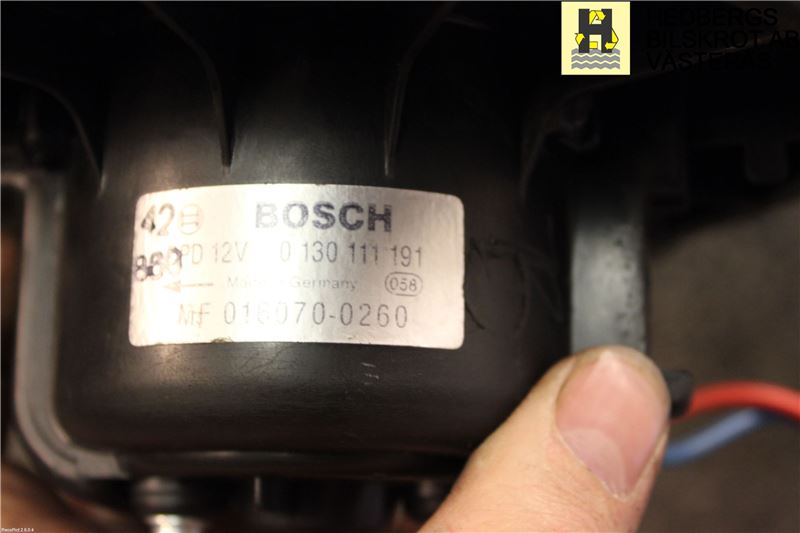 HEDBERGS
BILSKROT AB
VÄSTERÅS
42 BOSCH
860 PD 12V 0 130 111 191
Made in Germany 058
MF 016070-0260